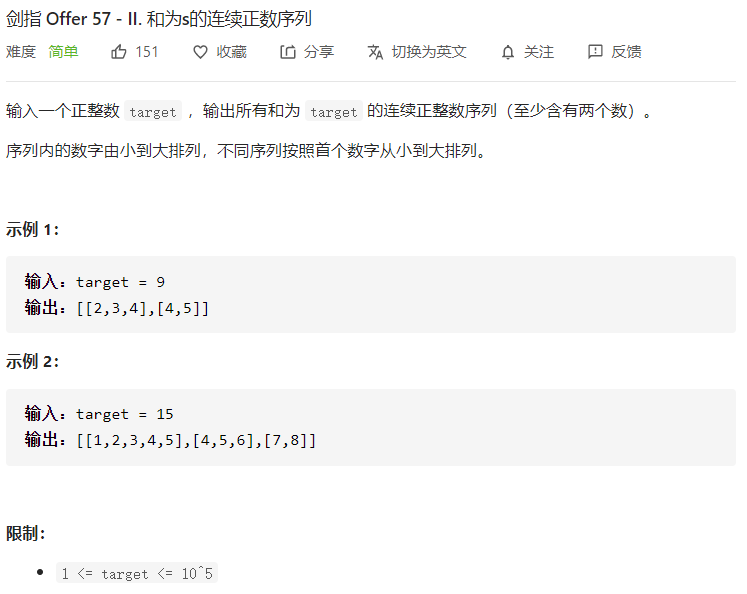 剑指 Offer 57 - II. 和为s的连续正数序列
难度 简单 151 收藏 分享 切换为英文 关注 反馈
输入一个正整数 target ，输出所有和为 target 的连续正整数序列（至少含有两个数）。
序列内的数字由小到大排列，不同序列按照首个数字从小到大排列。
示例 1：
输入：target = 9
输出：[[2,3,4],[4,5]]
示例 2：
输入：target = 15
输出：[[1,2,3,4,5],[4,5,6],[7,8]]
限制：
• 1 <= target <= 10^5